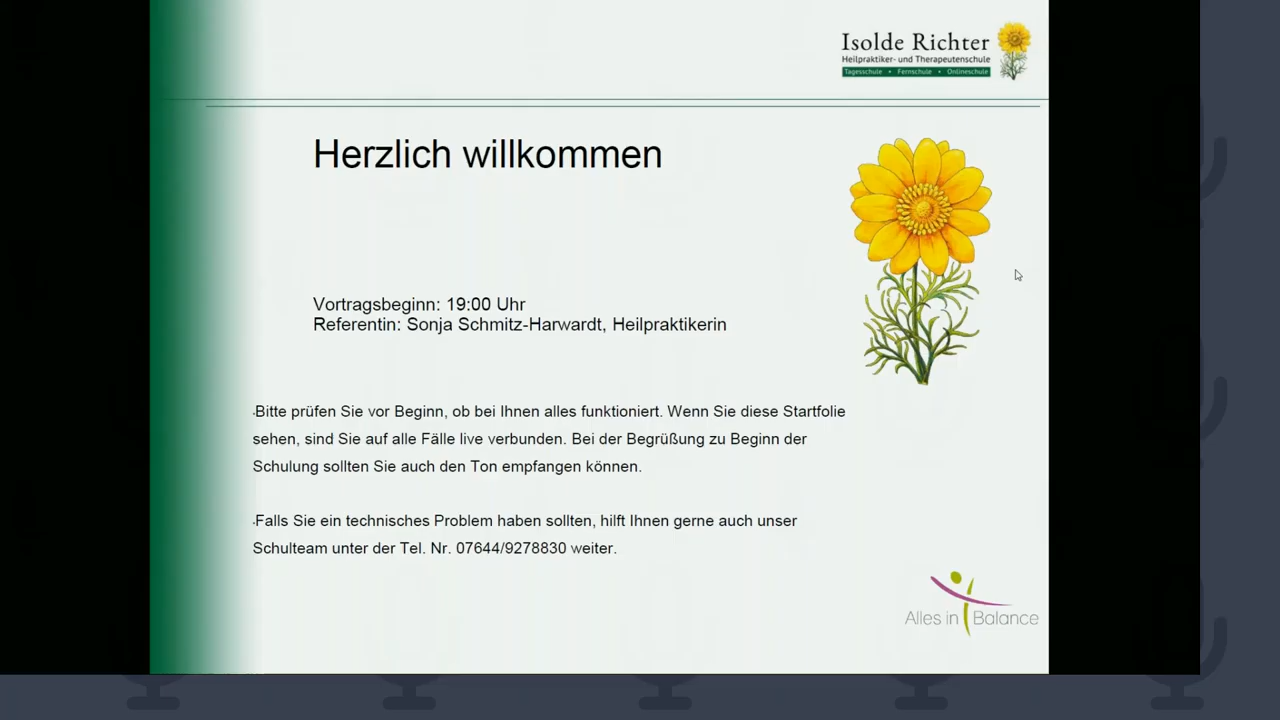 Isolde Richter
Heilpraktiker- und Therapeutenschule
Tagesschule • Fernschule • Onlineschule
Herzlich willkommen
Vortragsbeginn: 19:00 Uhr
Referentin: Sonja Schmitz-Harwardt, Heilpraktikerin
•Bitte prüfen Sie vor Beginn, ob bei Ihnen alles funktioniert. Wenn Sie diese Startfolie
sehen, sind Sie auf alle Fälle live verbunden. Bei der Begrüßung zu Beginn der
Schulung sollten Sie auch den Ton empfangen können.
•Falls Sie ein technisches Problem haben sollten, hilft Ihnen gerne auch unser
Schulteam unter der Tel. Nr. 07644/9278830 weiter.
Alles in Balance